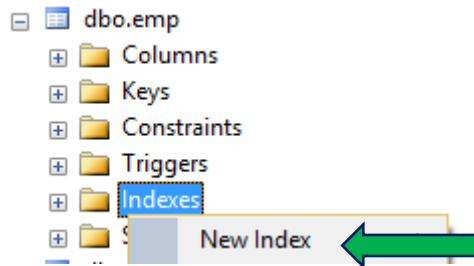 dbo.emp
Columns
Keys
Constraints
Triggers
Indexes
New Index